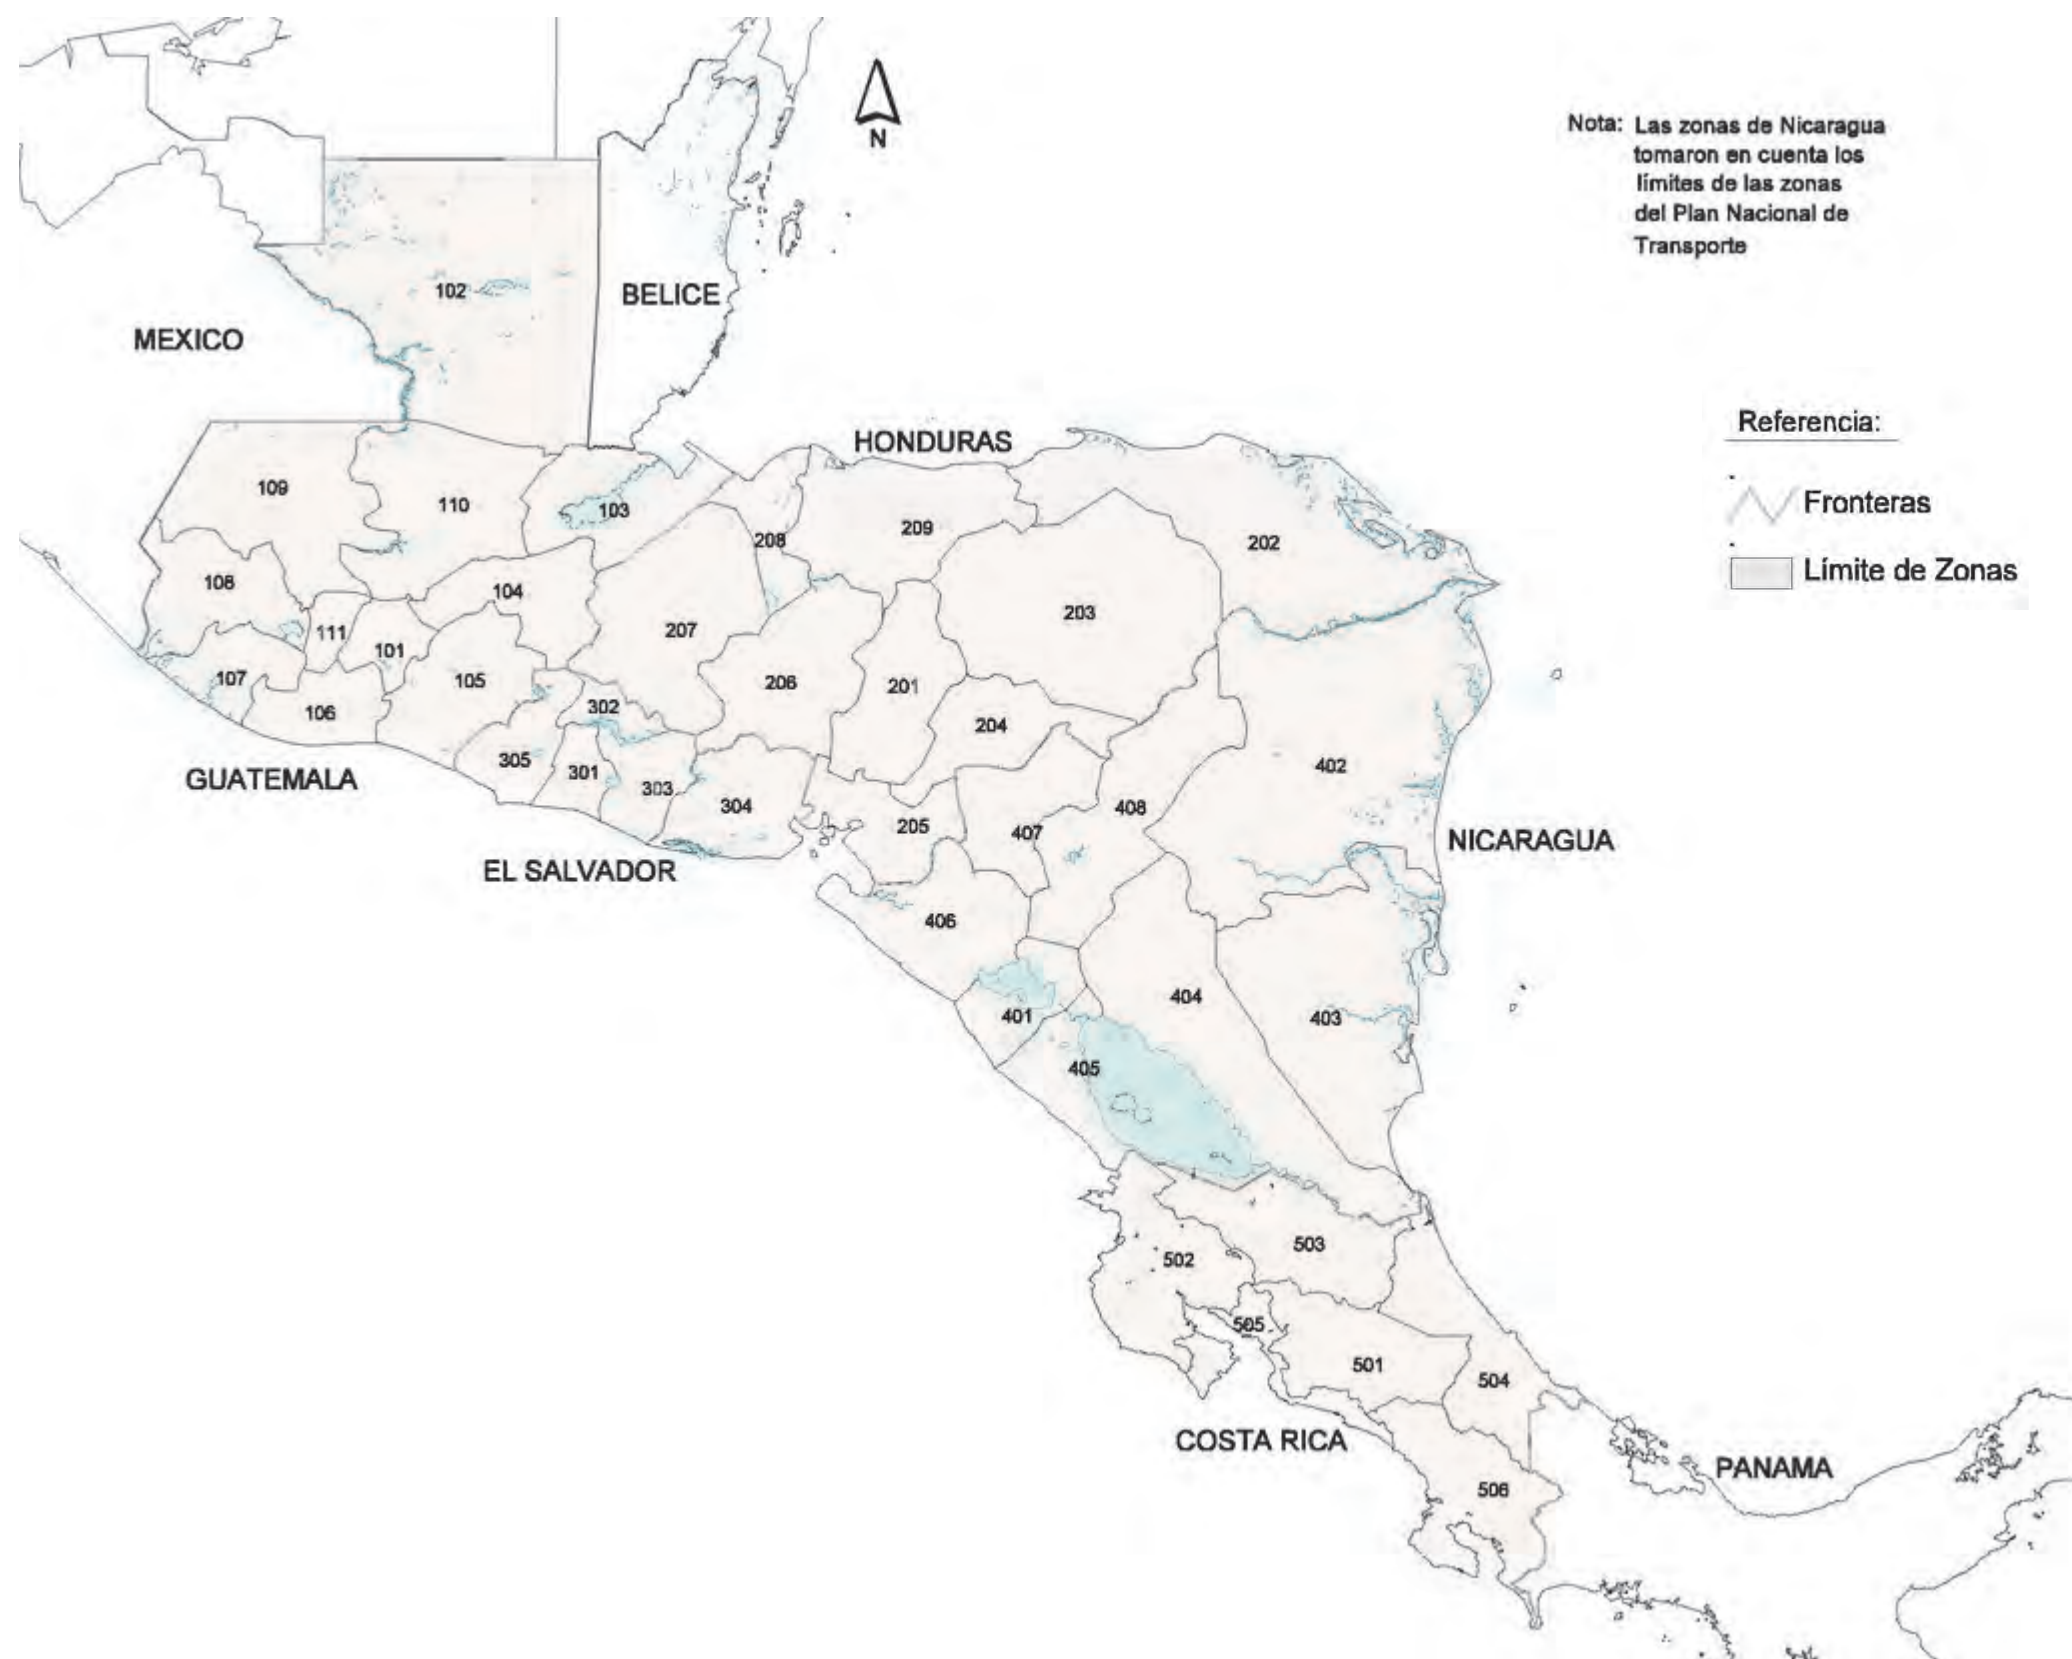 N
Nota: Las zonas de Nicaragua
tomaron en cuenta los
límites de las zonas
del Plan Nacional de
Transporte
102
BELICE
MEXICO
Referencia:
HONDURAS
109
110
103
Fronteras
208
209
202
108
104
Límite de Zonas
111
101
207
203
107
105
206
201
106
302
204
305
301
303
304
402
GUATEMALA
408
205
407
NICARAGUA
EL SALVADOR
406
404
401
403
405
503
502
505
501
504
COSTA RICA
PANAMA
506